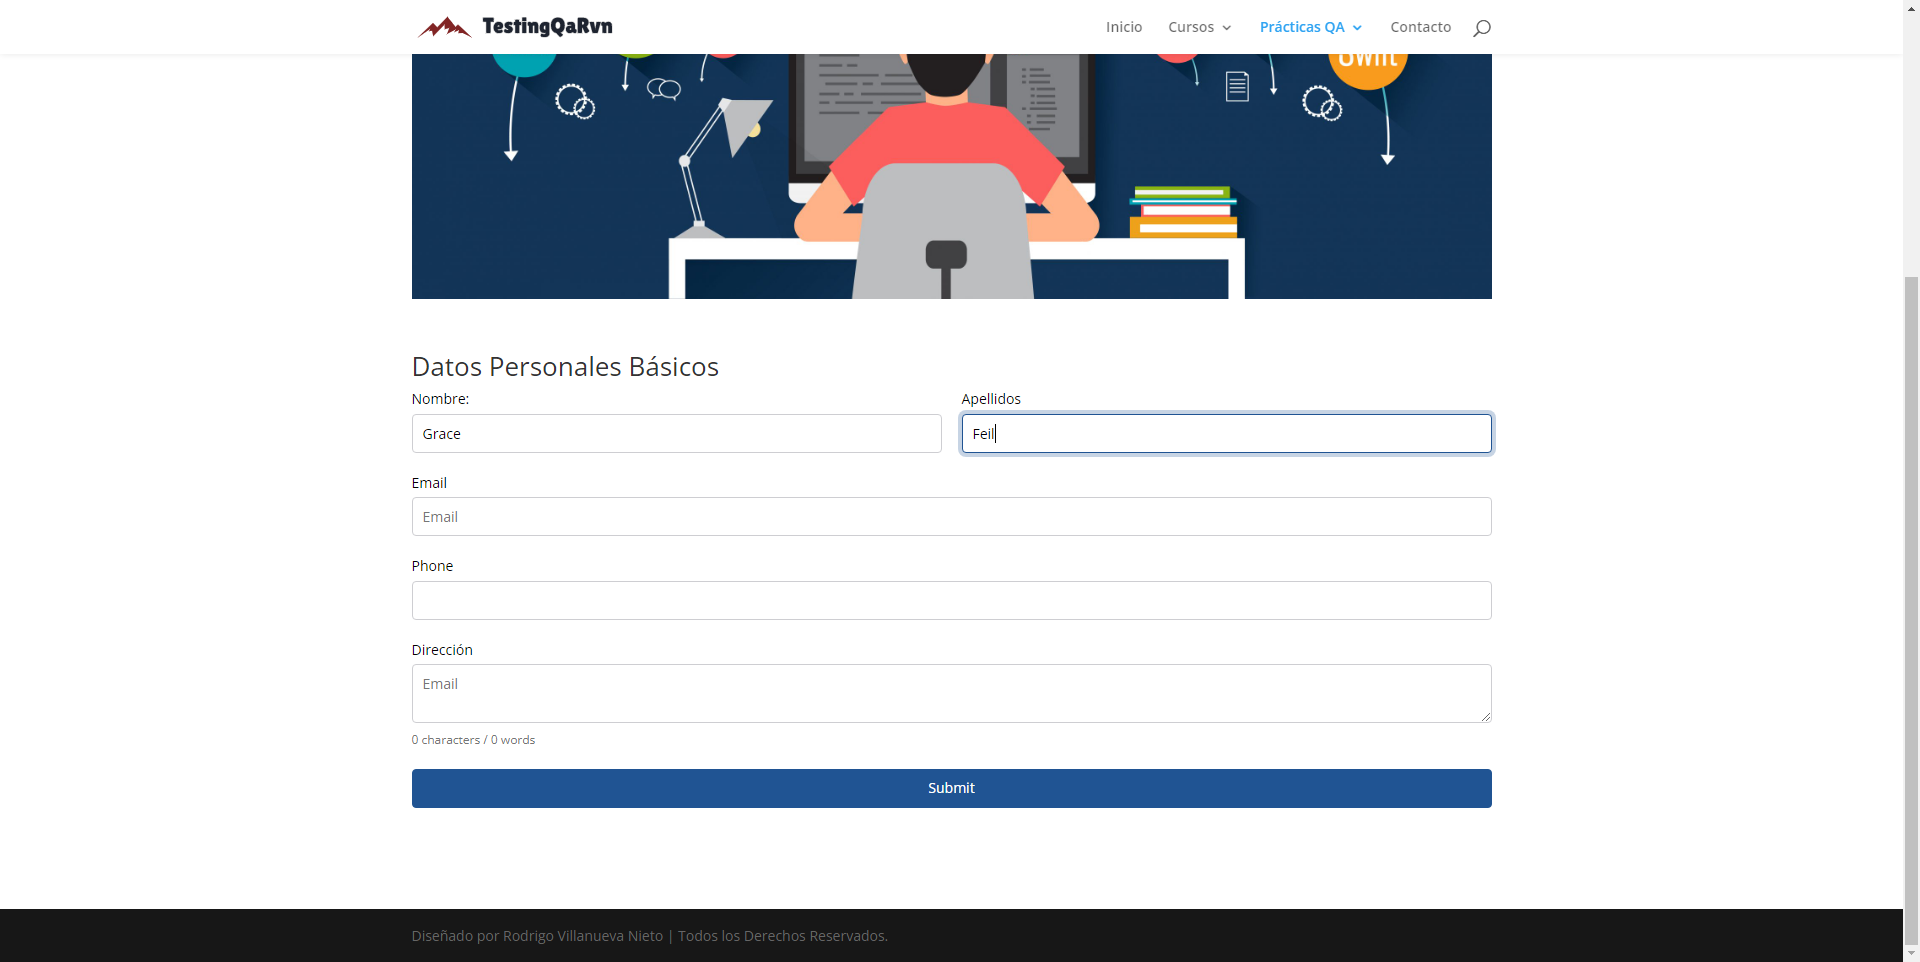 TestingQaRvn
Inicio
Cursos
Prácticas QA
Contacto
Datos Personales Básicos
Nombre:
Apellidos
Grace
Feil
Email
Email
Phone
Dirección
Email
0 characters / 0 words
Submit
Diseñado por Rodrigo Villanueva Nieto | Todos los Derechos Reservados.